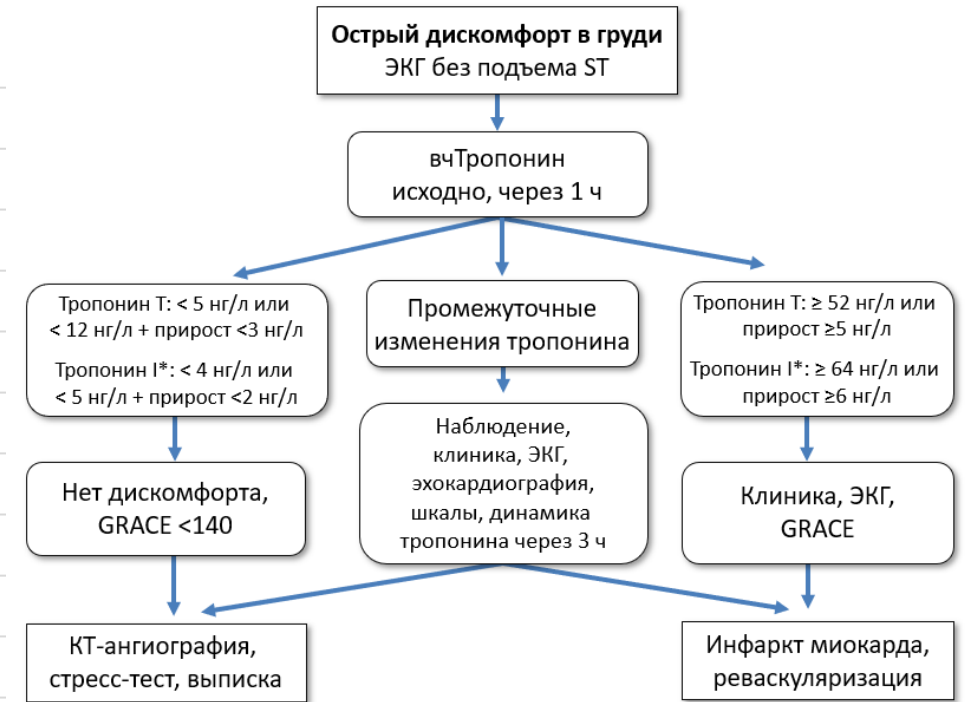 Острый дискомфорт в груди
ЭКГ без подъема ST
вчТропонин
исходно, через 1 ч
Тропонин Т: < 5 нг/л или
< 12 нг/л + прирост <3 нг/л
Тропонин I*: < 4 нг/л или
< 5 нг/л + прирост <2 нг/л
Промежуточные
изменения тропонина
Тропонин Т: ≥ 52 нг/л или
прирост ≥5 нг/л
Тропонин I*: ≥ 64 нг/л или
прирост ≥6 нг/л
Нет дискомфорта,
GRACE <140
Наблюдение,
клиника, ЭКГ,
эхокардиография,
шкалы, динамика
тропонина через 3 ч
Клиника, ЭКГ,
GRACE
КТ-ангиография,
стресс-тест, выписка
Инфаркт миокарда,
реваскуляризация